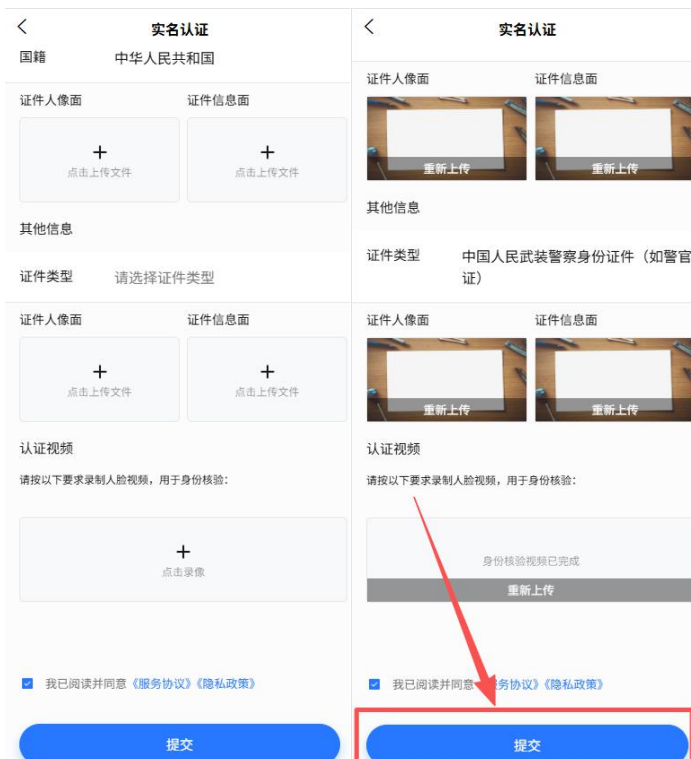 实名认证
国籍 中华人民共和国
证件人像面 证件信息面
点击上传文件 点击上传文件
其他信息
证件类型 请选择证件类型
证件人像面 证件信息面
点击上传文件 点击上传文件
认证视频
请按以下要求录制人脸视频，用于身份核验：
点击录像
我已阅读并同意《服务协议》《隐私政策》
提交
实名认证
证件人像面 证件信息面
重新上传 重新上传
其他信息
证件类型 中国人民武装警察身份证件（如警官
证）
证件人像面 证件信息面
重新上传 重新上传
认证视频
请按以下要求录制人脸视频，用于身份核验：
身份核验视频已完成
重新上传
我已阅读并同意 务协议》《隐私政策》
提交